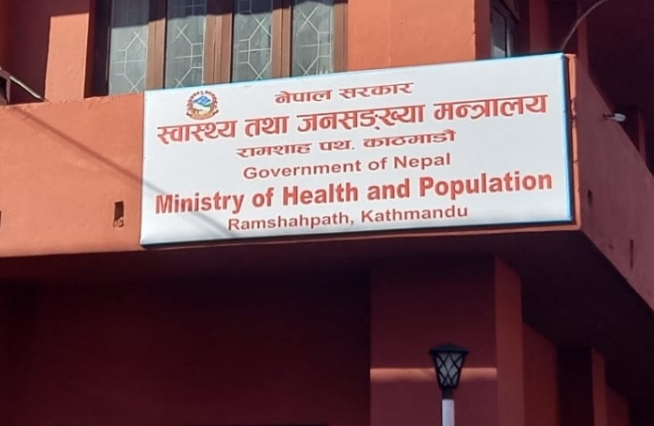 नेपाल सरकार
स्वास्थ्य तथा जनसङ्ख्या मन्त्रालय
रामशाह पथ. काठमाडौ
Government of Nepal
Ministry of Health and Population
Ramshahpath, Kathmandu